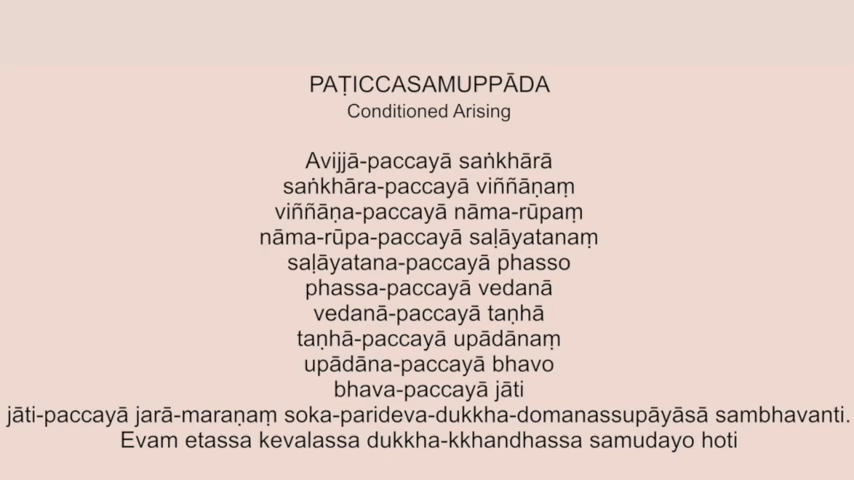 PAṬICCASAMUPPĀDA
Conditioned Arising
Avijjā-paccayā saṅkhārā
saṅkhāra-paccayā viññāṇaṃ
viññāṇa-paccayā nāma-rūpaṃ
nāma-rūpa-paccayā saḷāyatanaṃ
saḷāyatana-paccayā phasso
phassa-paccayā vedanā
vedanā-paccayā taṇhā
taṇhā-paccayā upādānaṃ
upādāna-paccayā bhavo
bhava-paccayā jāti
jāti-paccayā jarā-maraṇaṃ soka-parideva-dukkha-domanassupāyāsā sambhavanti.
Evam etassa kevalassa dukkha-kkhandhassa samudayo hoti